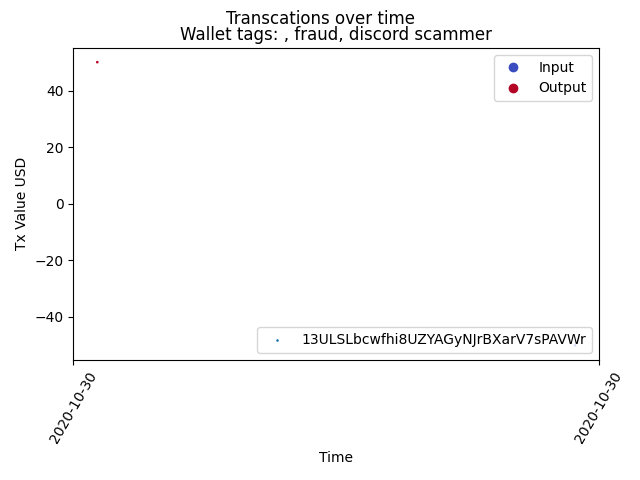 Transcations over time
Wallet tags: , fraud, discord scammer
Input
Output
40
20
0
−20
−40
Tx Value USD
13ULSLbcwfhi8UZYAGyNJrBXarV7sPAVWr
2020-10-30
2020-10-30
Time